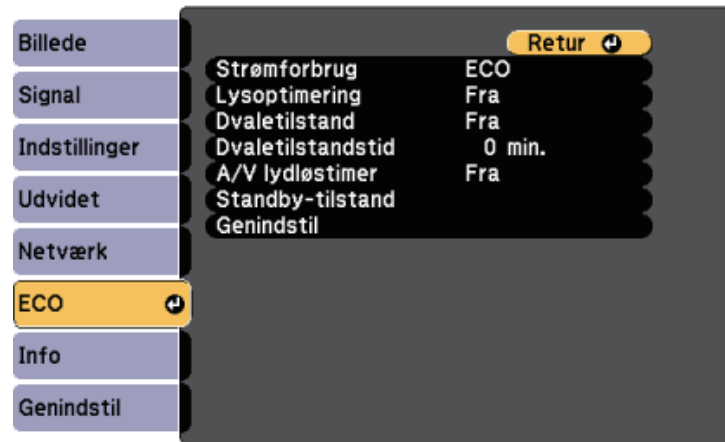 Billede
Signal
Indstillinger
Udvidet
Netværk
ECO
Info
Genindstil
Retur
Strømforbrug ECO
Lysoptimering Fra
Dvaletilstand Fra
Dvaletilstandstid 0 min.
A/V lydløstimer Fra
Standby-tilstand
Genindstil